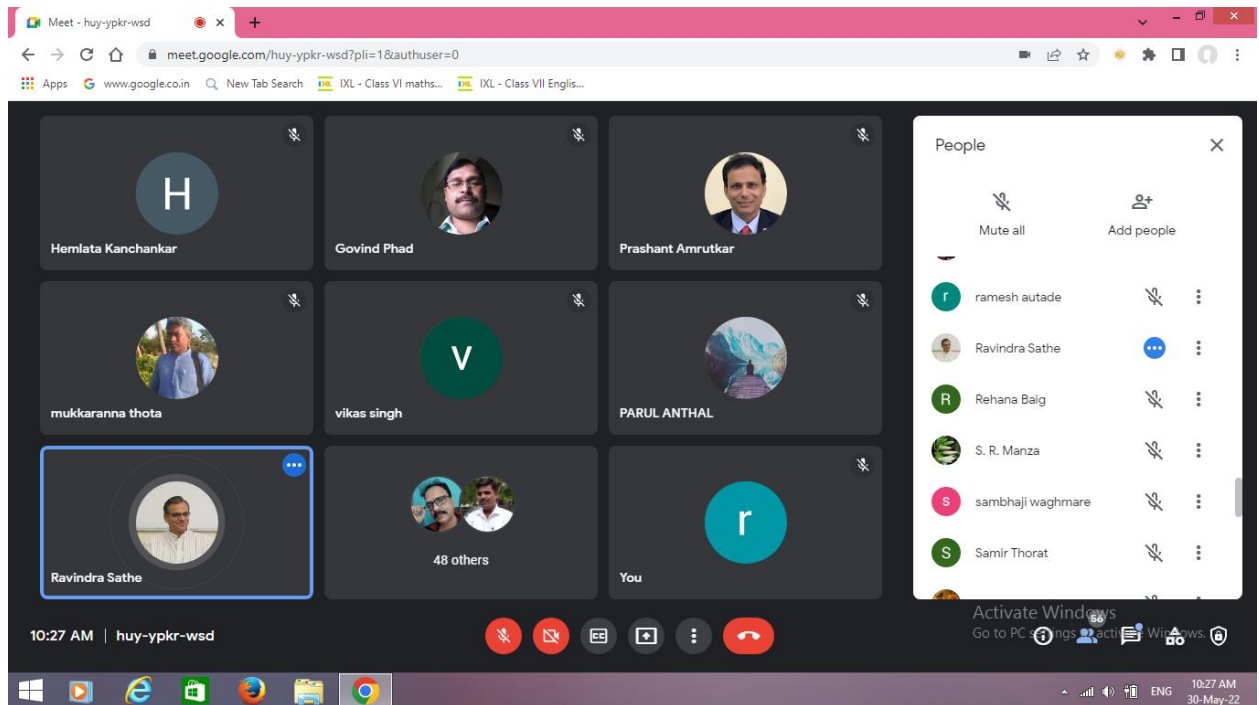 Meet - huy-ypkr-wsd
meet.google.com/huy-ypkr-wsd?pli=1&authuser=0
Apps G www.google.co.in New Tab Search IXL IXL - Class VI maths... IXL IXL - Class VII Englis...
H
Hemlata Kanchankar
Govind Phad
Prashant Amrutkar
mukkaranna thota
V
vikas singh
PARUL ANTHAL
Ravindra Sathe
48 others
r
You
People
Mute all
Add people
r ramesh autade
Ravindra Sathe
R Rehana Baig
S. R. Manza
s sambhaji waghmare
S Samir Thorat
10:27 AM | huy-ypkr-wsd
CC
Activate Windows
Go to PC settings to activate Windows.
56
ENG
10:27 AM
30-May-22